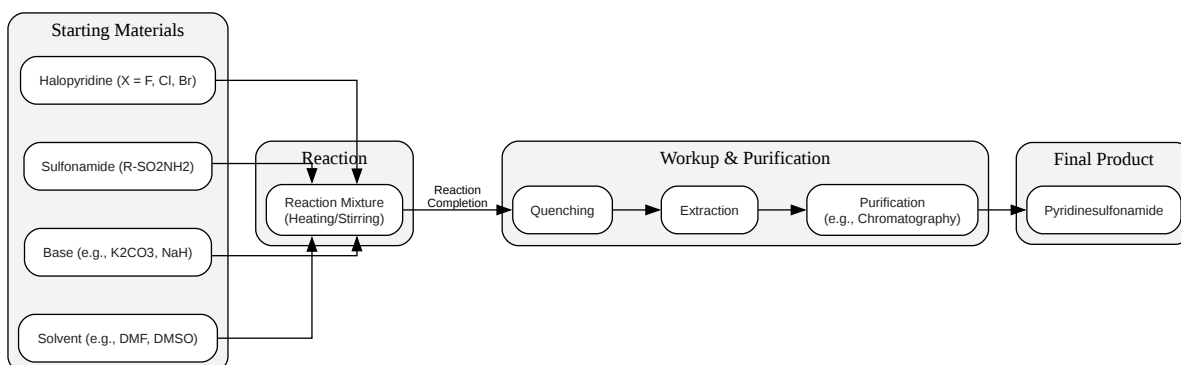 Starting Materials
Halopyridine (X = F, Cl, Br)
Sulfonamide (R-SO2NH2)
Base (e.g., K2CO3, NaH)
Solvent (e.g., DMF, DMSO)
Reaction
Reaction Mixture
(Heating/Stirring)
Reaction
Completion
Workup & Purification
Quenching
Extraction
Purification
(e.g., Chromatography)
Final Product
Pyridinesulfonamide